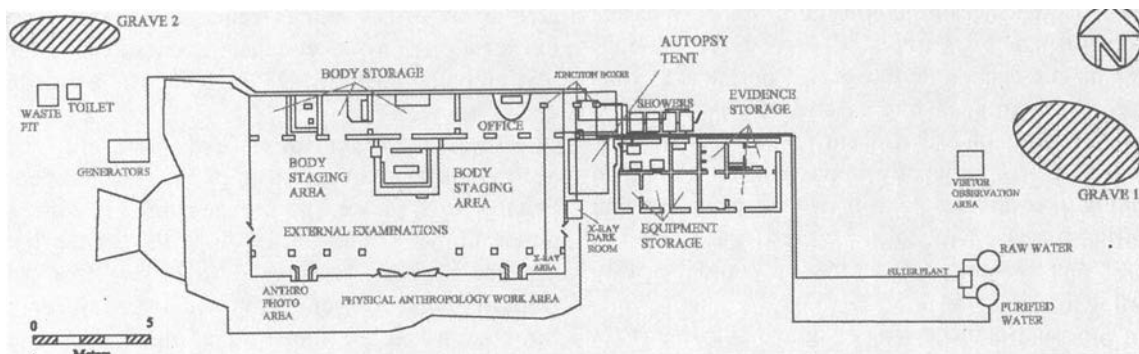 GRAVE 2
N
AUTOPSY
TENT
BODY STORAGE
JUNCTION BOXES
EVIDENCE
STORAGE
SHOWERS
WASTE
PIT
TOILET
OFFICE
GENERATORS
BODY
STAGING
AREA
BODY
STAGING
AREA
VISITOR
OBSERVATION
AREA
GRAVE 1
EXTERNAL EXAMINATIONS
X-RAY
DARK
ROOM
EQUIPMENT
STORAGE
X-RAY
AREA
RAW WATER
FILTER PLANT
ANTHRO
PHOTO
AREA
PHYSICAL ANTHROPOLOGY WORK AREA
PURIFIED
WATER
0 5
Meters